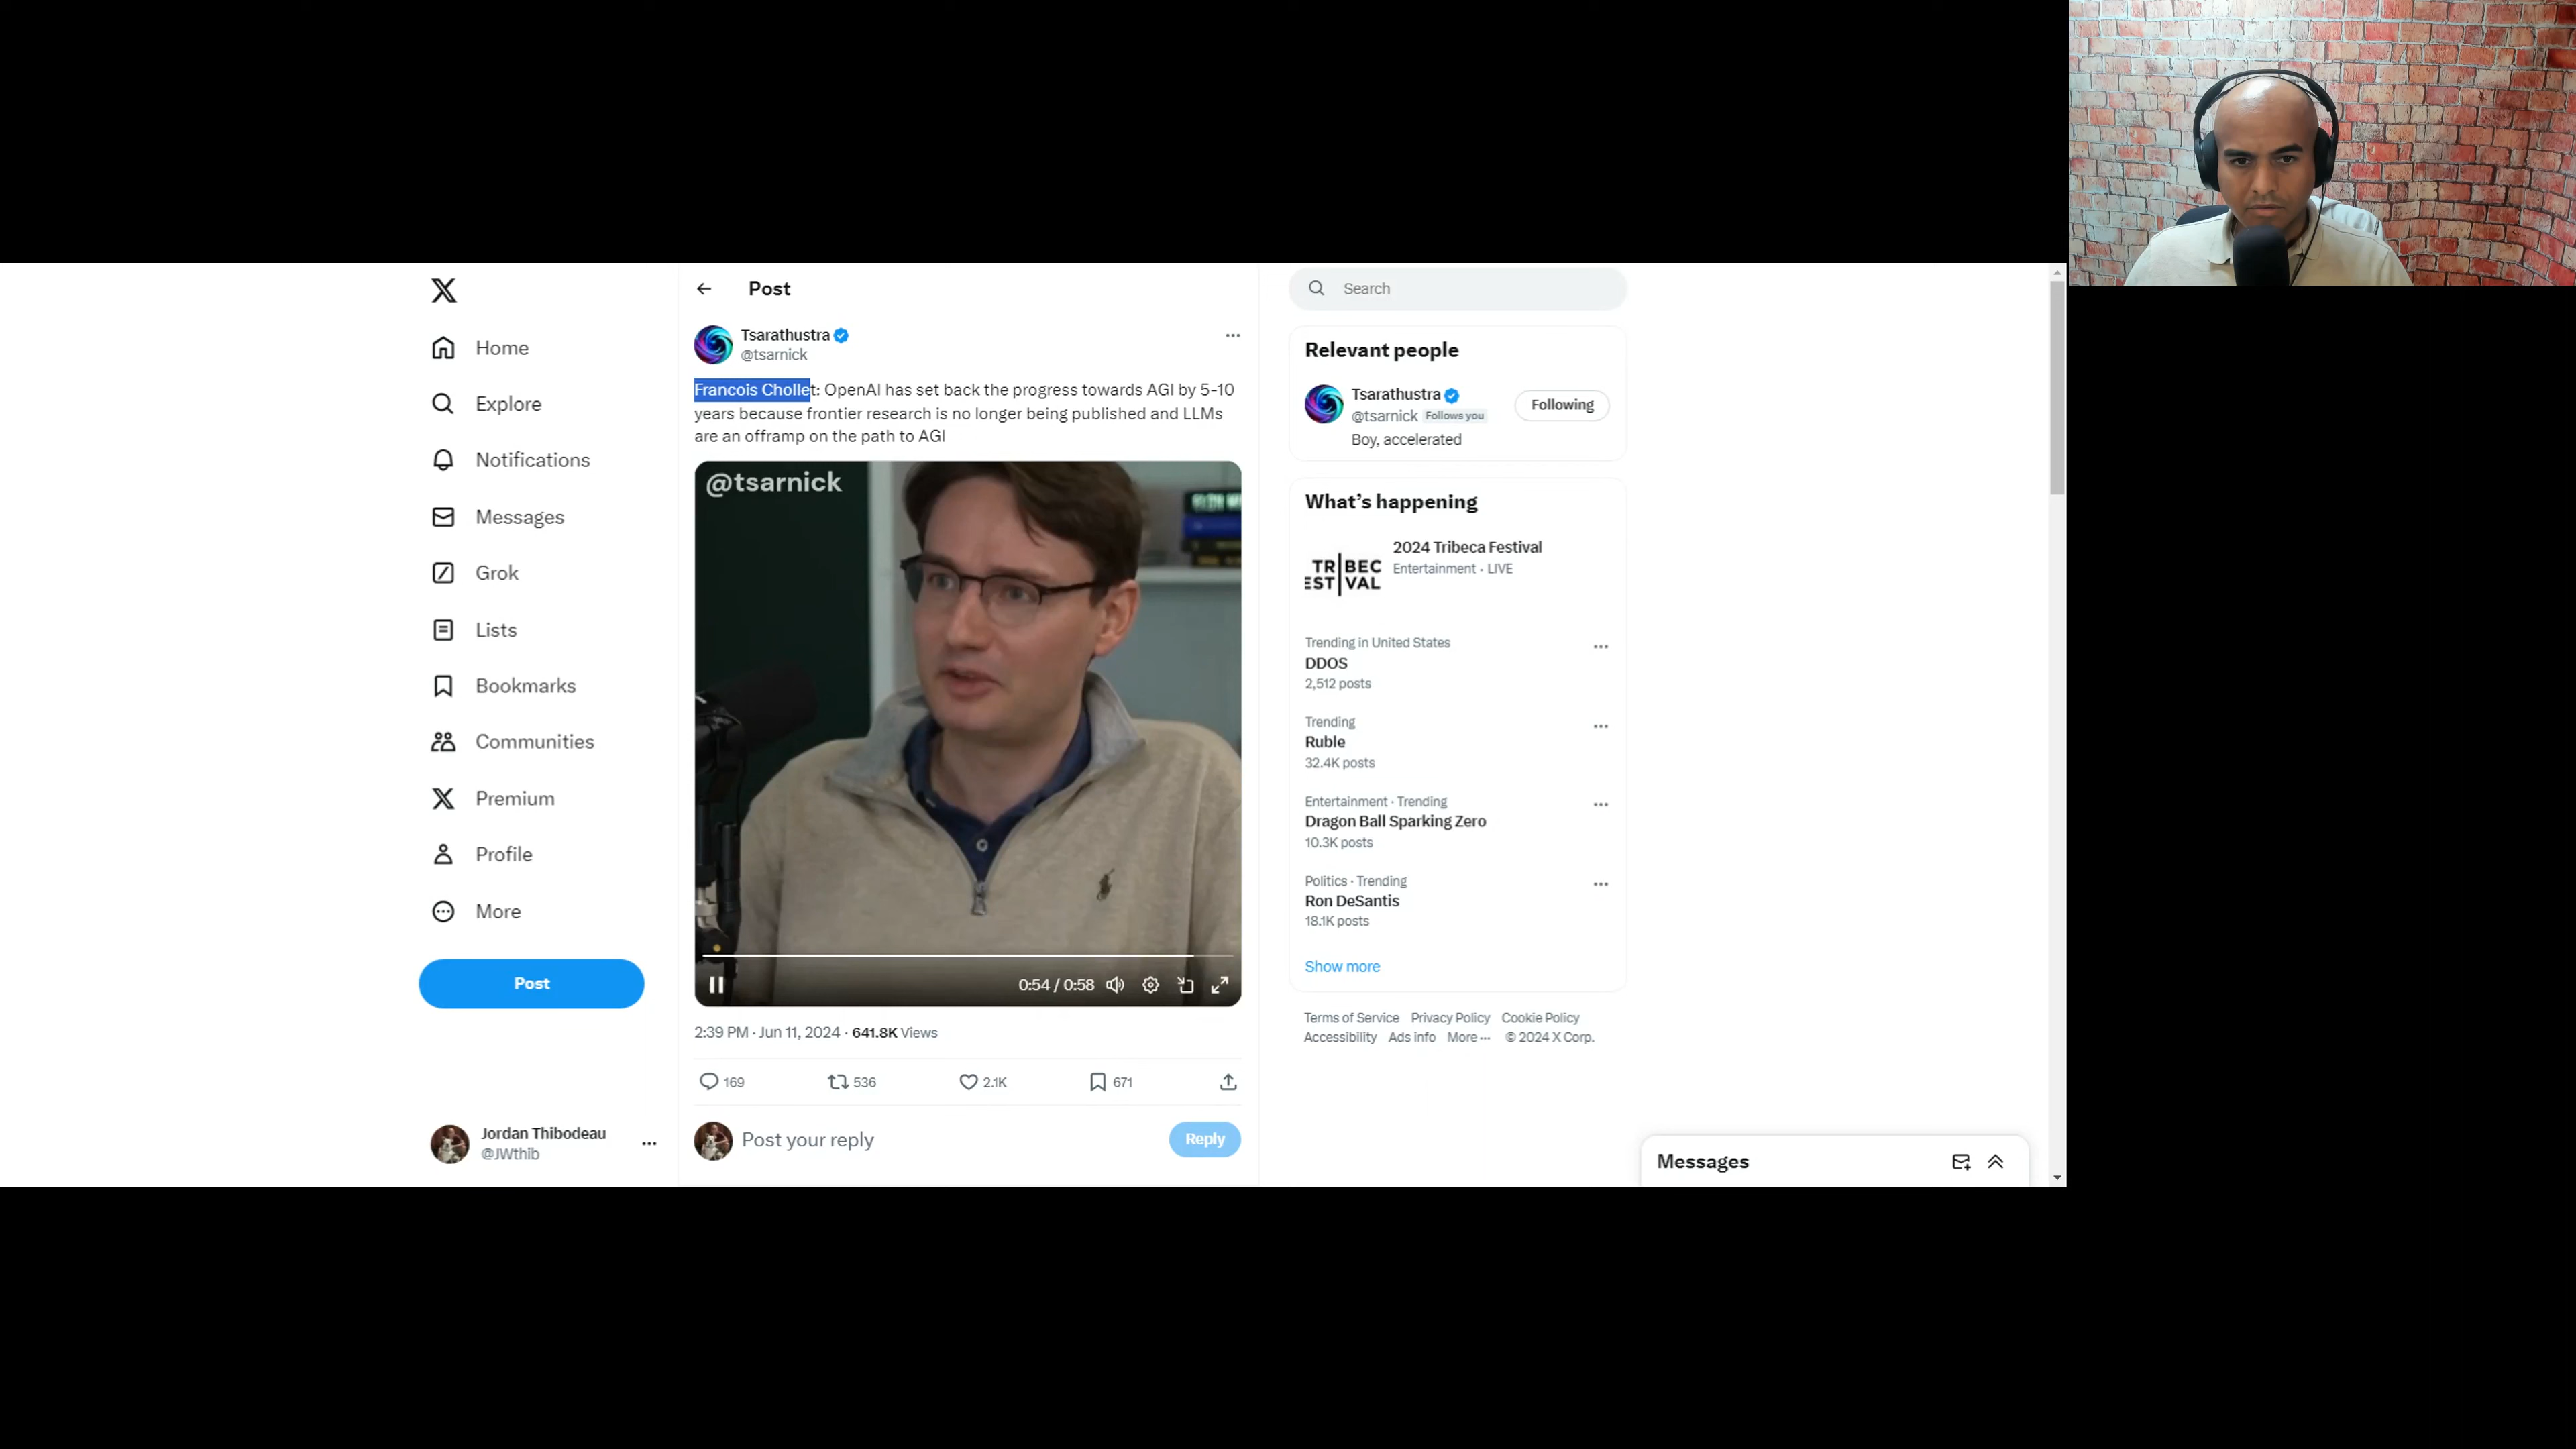 Home
Explore
Notifications
Messages
Grok
Lists
Bookmarks
Communities
Premium
Profile
More
Post
Jordan Thibodeau
@JWthib
Post
Tsarathustra
@tsarnick
Francois Chollet: OpenAI has set back the progress towards AGI by 5-10
years because frontier research is no longer being published and LLMs
are an offramp on the path to AGI
@tsarnick
0:54 / 0:58
2:39 PM · Jun 11, 2024 · 641.8K Views
169 536 2.1K 671
Post your reply
Reply
Search
Relevant people
Tsarathustra
@tsarnick Follows you
Following
Boy, accelerated
What's happening
TR|BEC
EST|VAL
2024 Tribeca Festival
Entertainment · LIVE
Trending in United States
DDOS
2,512 posts
Trending
Ruble
32.4K posts
Entertainment · Trending
Dragon Ball Sparking Zero
10.3K posts
Politics · Trending
Ron DeSantis
18.1K posts
Show more
Terms of Service Privacy Policy Cookie Policy
Accessibility Ads info More ··· © 2024 X Corp.
Messages